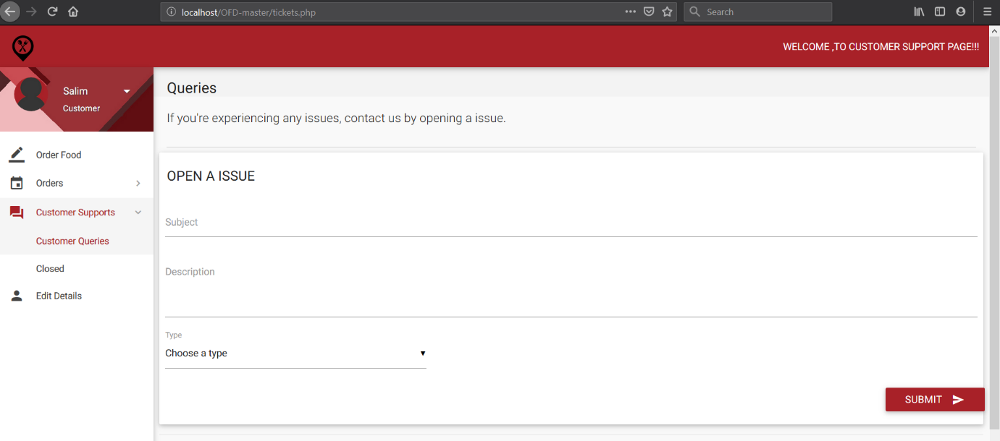 localhost/OFD-master/tickets.php
Search
WELCOME ,TO CUSTOMER SUPPORT PAGE!!!
Salim
Customer
Order Food
Orders
Customer Supports
Customer Queries
Closed
Edit Details
Queries
If you're experiencing any issues, contact us by opening a issue.
OPEN A ISSUE
Subject
Description
Type
Choose a type
SUBMIT